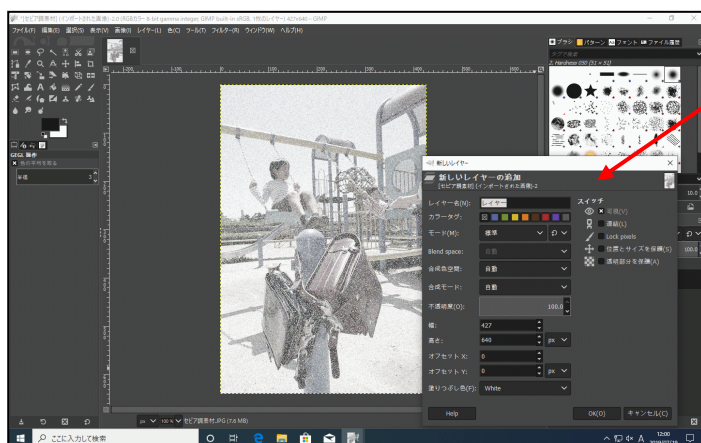 *[セピア調素材] (インポートされた画像)-2.0 (RGBカラー 8-bit gamma integer, GIMP built-in sRGB, 1枚のレイヤー) 427x640 – GIMP
ファイル(F) 編集(E) 選択(S) 表示(V) 画像(I) レイヤー(L) 色(C) ツール(T) フィルター(R) ウィンドウ(W) ヘルプ(H)
ブラシ パターン フォント ファイル履歴
2. Hardness 050 (51 × 51)
GEGL 操作
新しいレイヤー
新しいレイヤーの追加
[セピア調素材] (インポートされた画像)-2
レイヤー名(N): レイヤー
カラータグ:
モード(M): 標準
Blend space: 自動
合成色空間: 自動
合成モード: 自動
不透明度(O): 100.0
幅: 427
高さ: 640 px
オフセット X: 0
オフセット Y: 0 px
塗りつぶし色(F): White
スイッチ
可視(V)
連結(L)
Lock pixels
位置とサイズを保護(S)
透明部分を保護(A)
Help OK(O) キャンセル(C)
10.0
100.0
px 100 % セピア調素材.JPG (7.6 MB)
ここに入力して検索
A 12:00